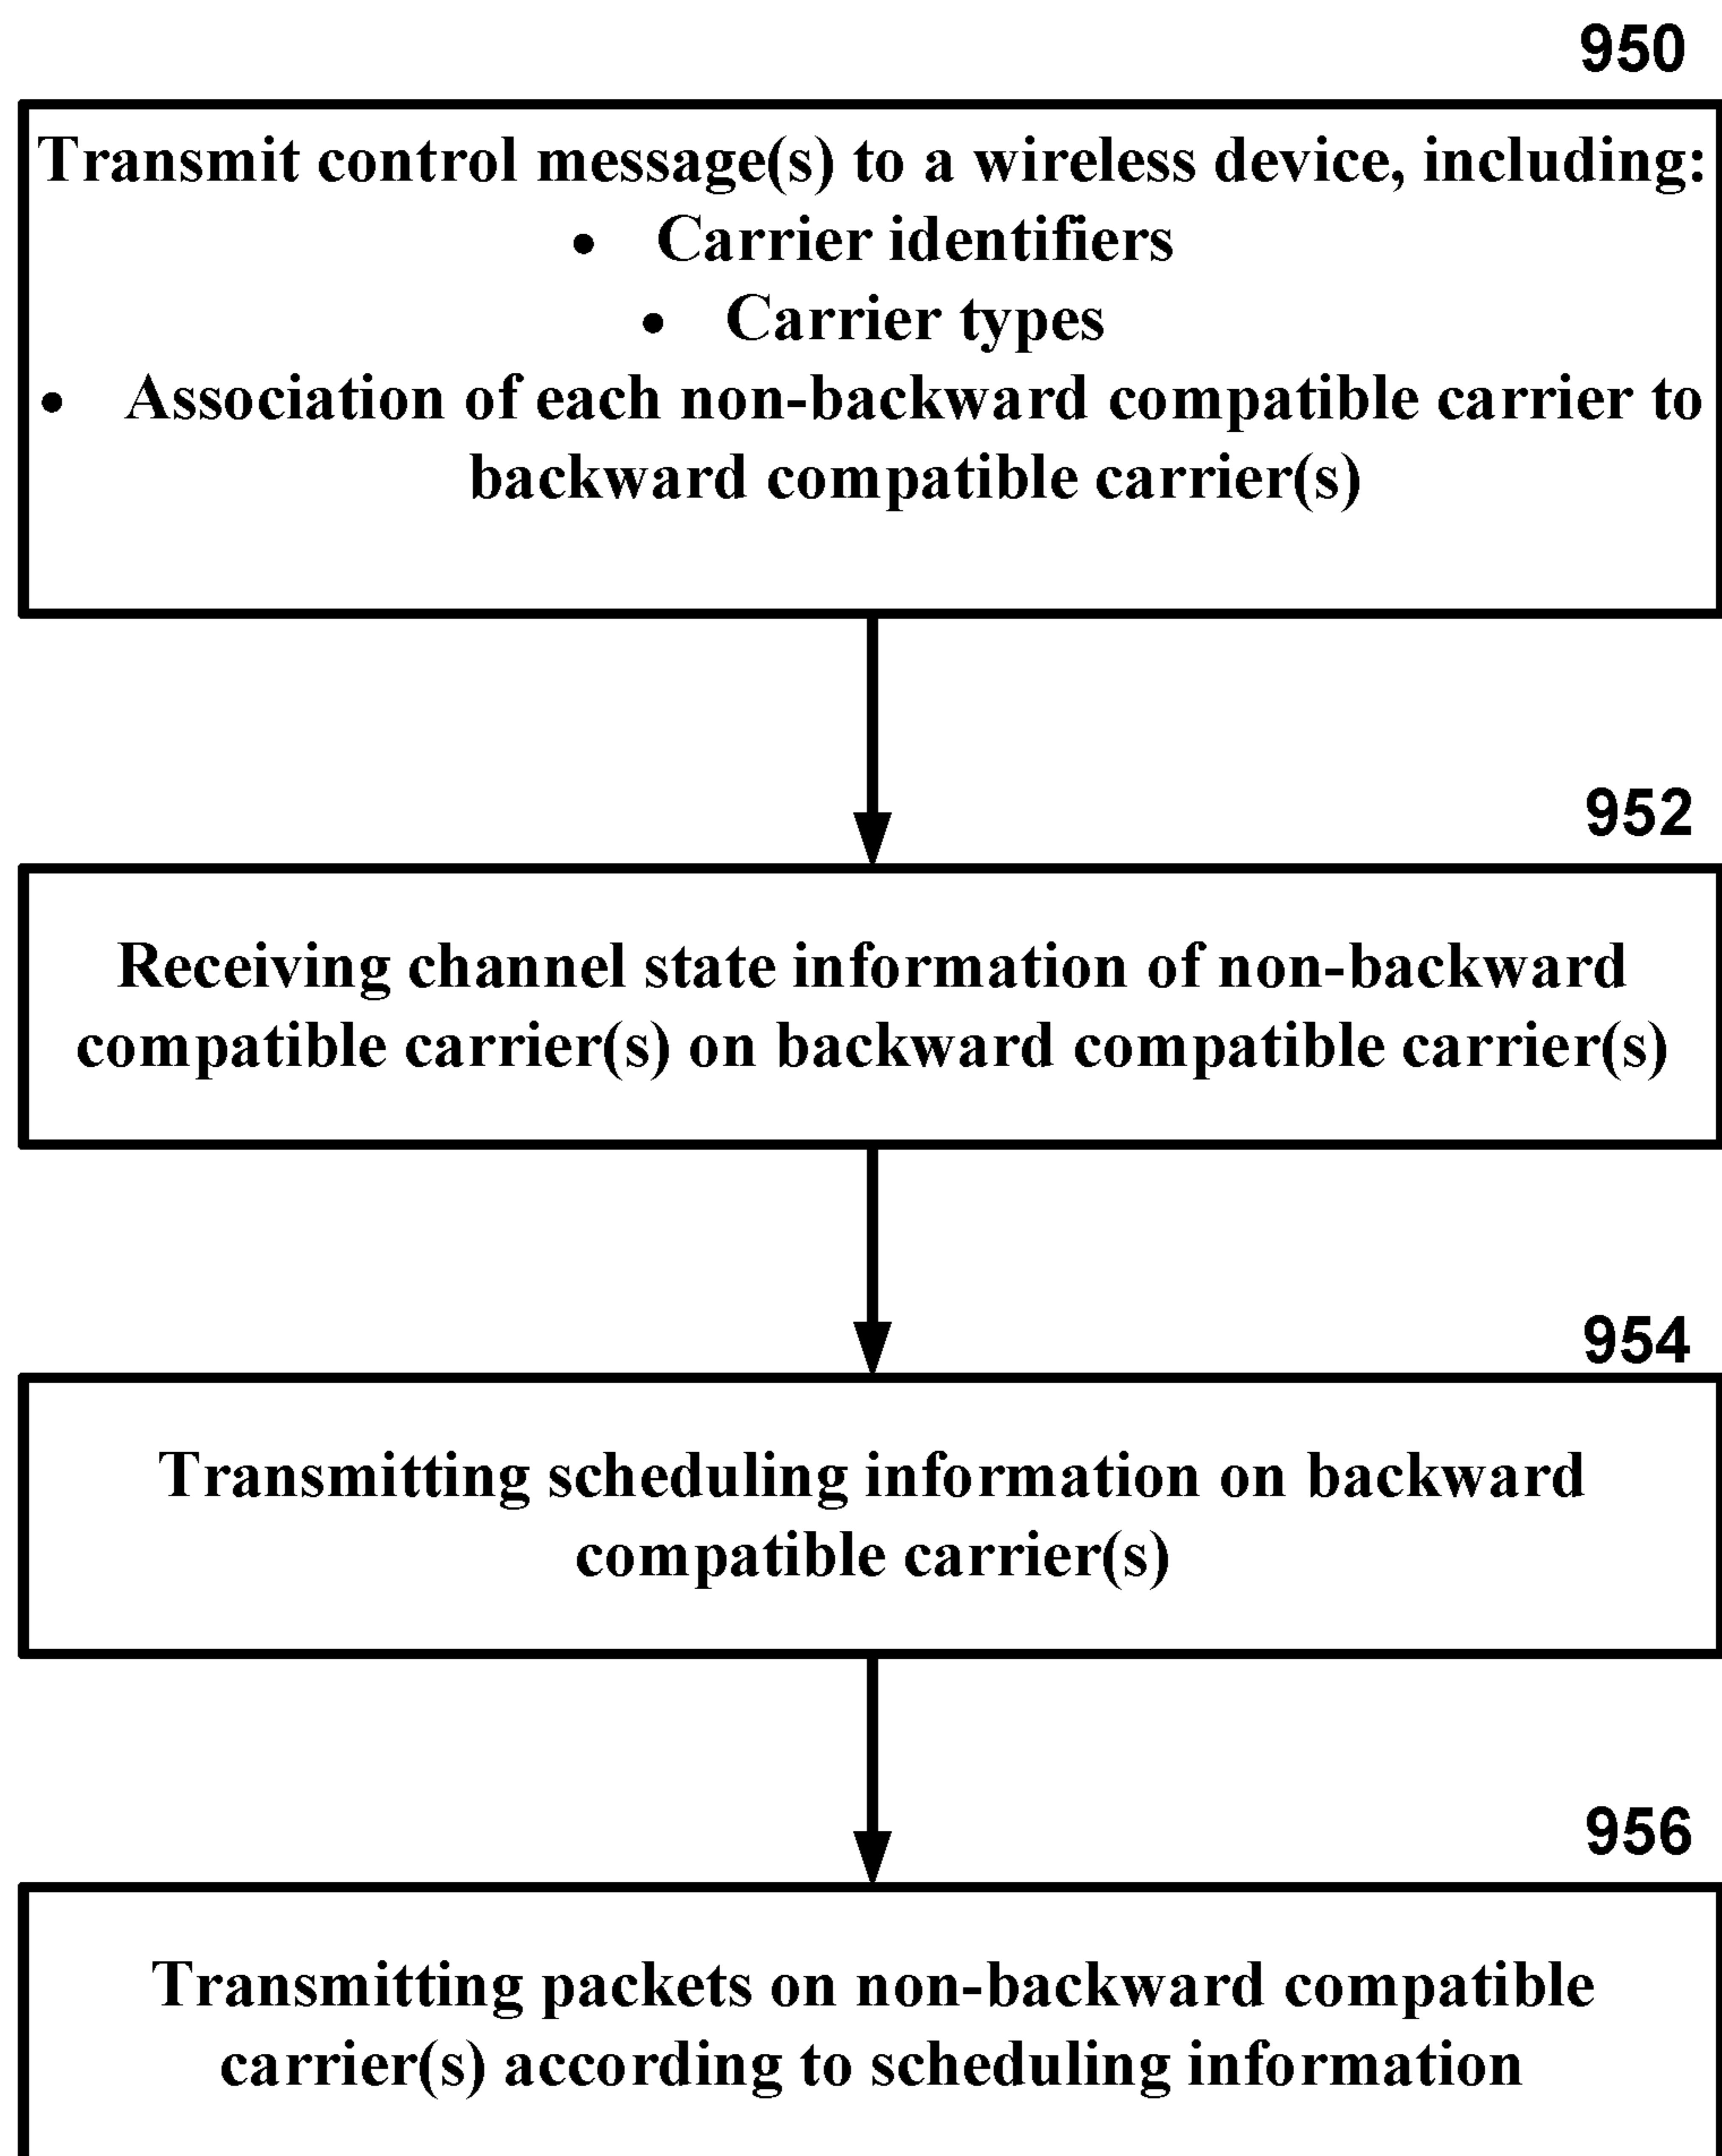 950
Transmit control message(s) to a wireless device, including:
• Carrier identifiers
• Carrier types
• Association of each non-backward compatible carrier to
backward compatible carrier(s)
952
Receiving channel state information of non-backward
compatible carrier(s) on backward compatible carrier(s)
954
Transmitting scheduling information on backward
compatible carrier(s)
956
Transmitting packets on non-backward compatible
carrier(s) according to scheduling information